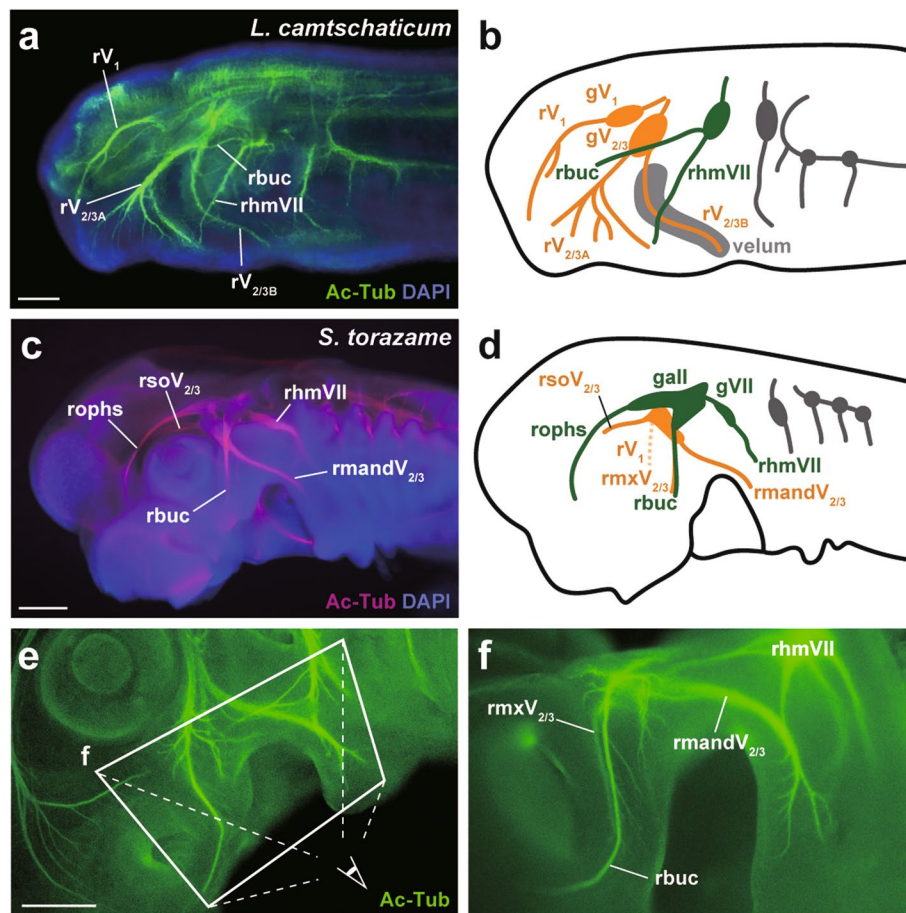 a
L. camtschaticum
rV1
rbuc
rhmVII
rV2/3A
rV2/3B
Ac-Tub DAPI
b
gV1
rV1
gV2/3
rbuc
rhmVII
rV2/3B
rV2/3A
velum
c
S. torazame
rsoV2/3
rhmVII
rophs
rmandV2/3
rbuc
Ac-Tub DAPI
d
rsoV2/3
gall
gVII
rophs
rV1
rhmVII
rmxV2/3
rmandV2/3
rbuc
e
f
Ac-Tub
f
rhmVII
rmxV2/3
rmandV2/3
rbuc